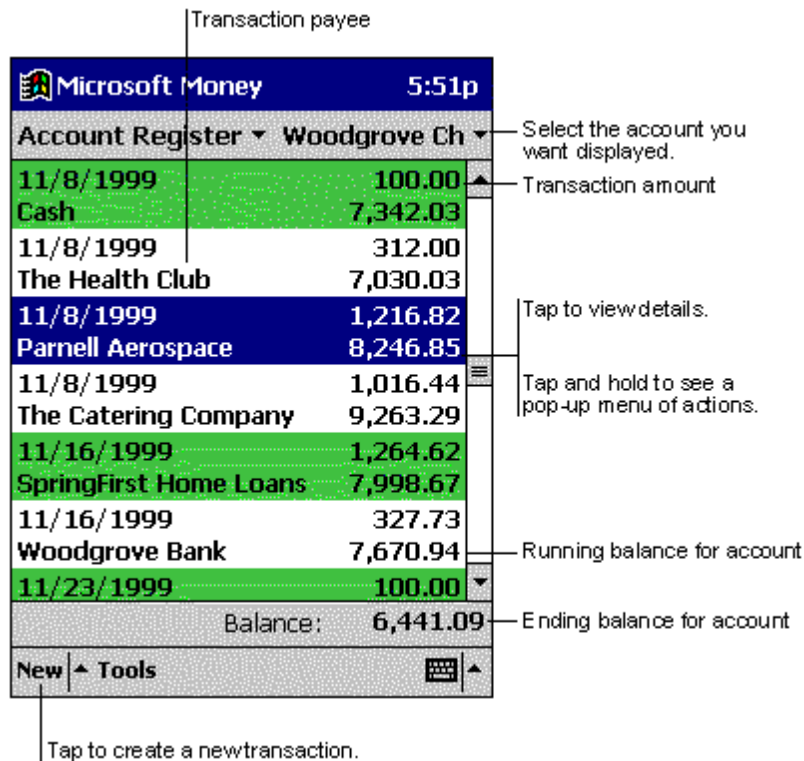 Transaction payee
Microsoft Money 5:51p
Account Register Woodgrove Ch
Select the account you
want displayed.
11/8/1999 100.00
Transaction amount
Cash 7,342.03
11/8/1999 312.00
The Health Club 7,030.03
11/8/1999 1,216.82
Tap to view details.
Parnell Aerospace 8,246.85
11/8/1999 1,016.44
Tap and hold to see a
pop-up menu of actions.
The Catering Company 9,263.29
11/16/1999 1,264.62
SpringFirst Home Loans 7,998.67
11/16/1999 327.73
Woodgrove Bank 7,670.94
Running balance for account
11/23/1999 100.00
Balance: 6,441.09
Ending balance for account
New Tools
Tap to create a new transaction.